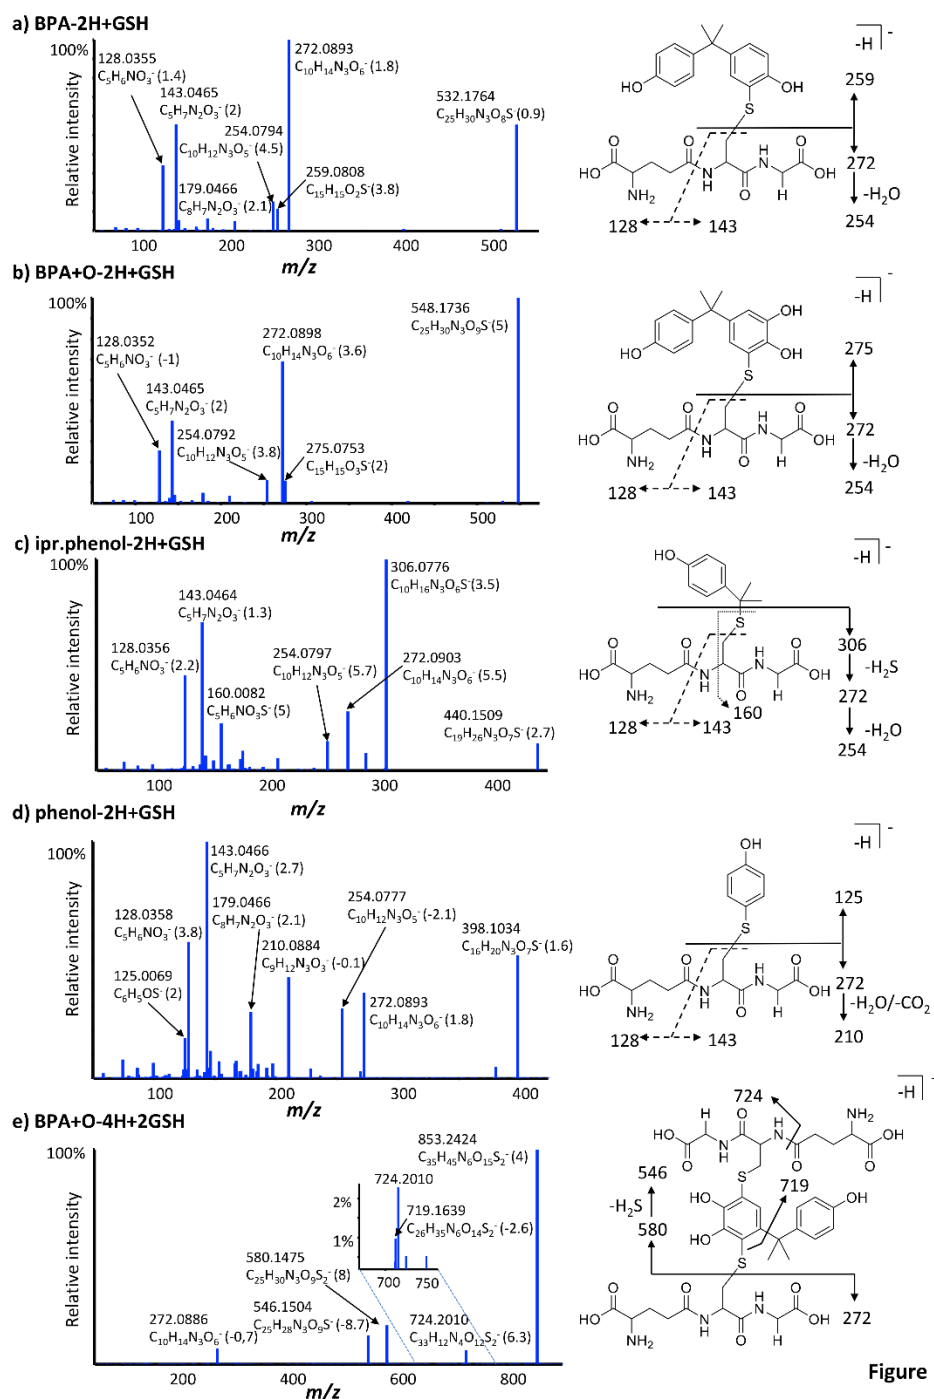 a) BPA-2H+GSH
100%
Relative intensity
128.0355
C5H6NO3- (1.4)
143.0465
C5H7N2O3- (2)
254.0794
C10H12N3O5- (4.5)
179.0466
C8H7N2O3- (2.1)
272.0893
C10H14N3O6- (1.8)
259.0808
C15H15O2S-(3.8)
532.1764
C25H30N3O8S-(0.9)
100 200 300 400 500
m/z
HO
OH
S
O
HO
NH2
O
N
H
O
H
N
H
O
OH
-H
-
259
272
-H2O
254
128
143
b) BPA+O-2H+GSH
100%
Relative intensity
128.0352
C5H6NO3- (-1)
143.0465
C5H7N2O3- (2)
254.0792
C10H12N3O5- (3.8)
272.0898
C10H14N3O6- (3.6)
275.0753
C15H15O3S-(2)
548.1736
C25H30N3O9S-(5)
100 200 300 400 500
m/z
HO
OH
OH
S
O
HO
NH2
O
N
H
O
H
N
H
O
OH
-H
-
275
272
-H2O
254
128
143
c) ipr.phenol-2H+GSH
100%
Relative intensity
128.0356
C5H6NO3- (2.2)
143.0464
C5H7N2O3- (1.3)
160.0082
C5H6NO3S- (5)
254.0797
C10H12N3O5- (5.7)
306.0776
C10H16N3O6S-(3.5)
272.0903
C10H14N3O6- (5.5)
440.1509
C19H26N3O7S- (2.7)
100 200 300 400
m/z
HO
S
O
HO
NH2
O
N
H
O
H
N
H
O
OH
-H
-
306
-H2S
272
-H2O
254
128
143
160
d) phenol-2H+GSH
100%
Relative intensity
143.0466
C5H7N2O3- (2.7)
128.0358
C5H6NO3- (3.8)
125.0069
C6H5OS- (2)
179.0466
C8H7N2O3- (2.1)
210.0884
C9H12N3O3- (-0.1)
254.0777
C10H12N3O5- (-2.1)
272.0893
C10H14N3O6- (1.8)
398.1034
C16H20N3O7S- (1.6)
100 200 300 400
m/z
OH
S
O
HO
NH2
O
N
H
O
H
N
H
O
OH
-H
-
125
272
-H2O/-CO2
210
128
143
e) BPA+O-4H+2GSH
100%
Relative intensity
853.2424
C35H45N6O15S2- (4)
724.2010
719.1639
C26H35N6O14S2- (-2.6)
2%
1%
700 750
580.1475
C25H30N3O9S2- (8)
546.1504
C25H28N3O9S-(-8.7)
272.0886
C10H14N3O6- (-0,7)
724.2010
C33H12N4O12S2- (6.3)
200 400 600 800
m/z
-H
-
724
H
N
O
HO
O
O
N
H
NH2
OH
O
S
719
OH
HO
HO
S
546
-H2S
580
272
O
HO
NH2
O
N
H
O
H
N
H
O
OH
Figure